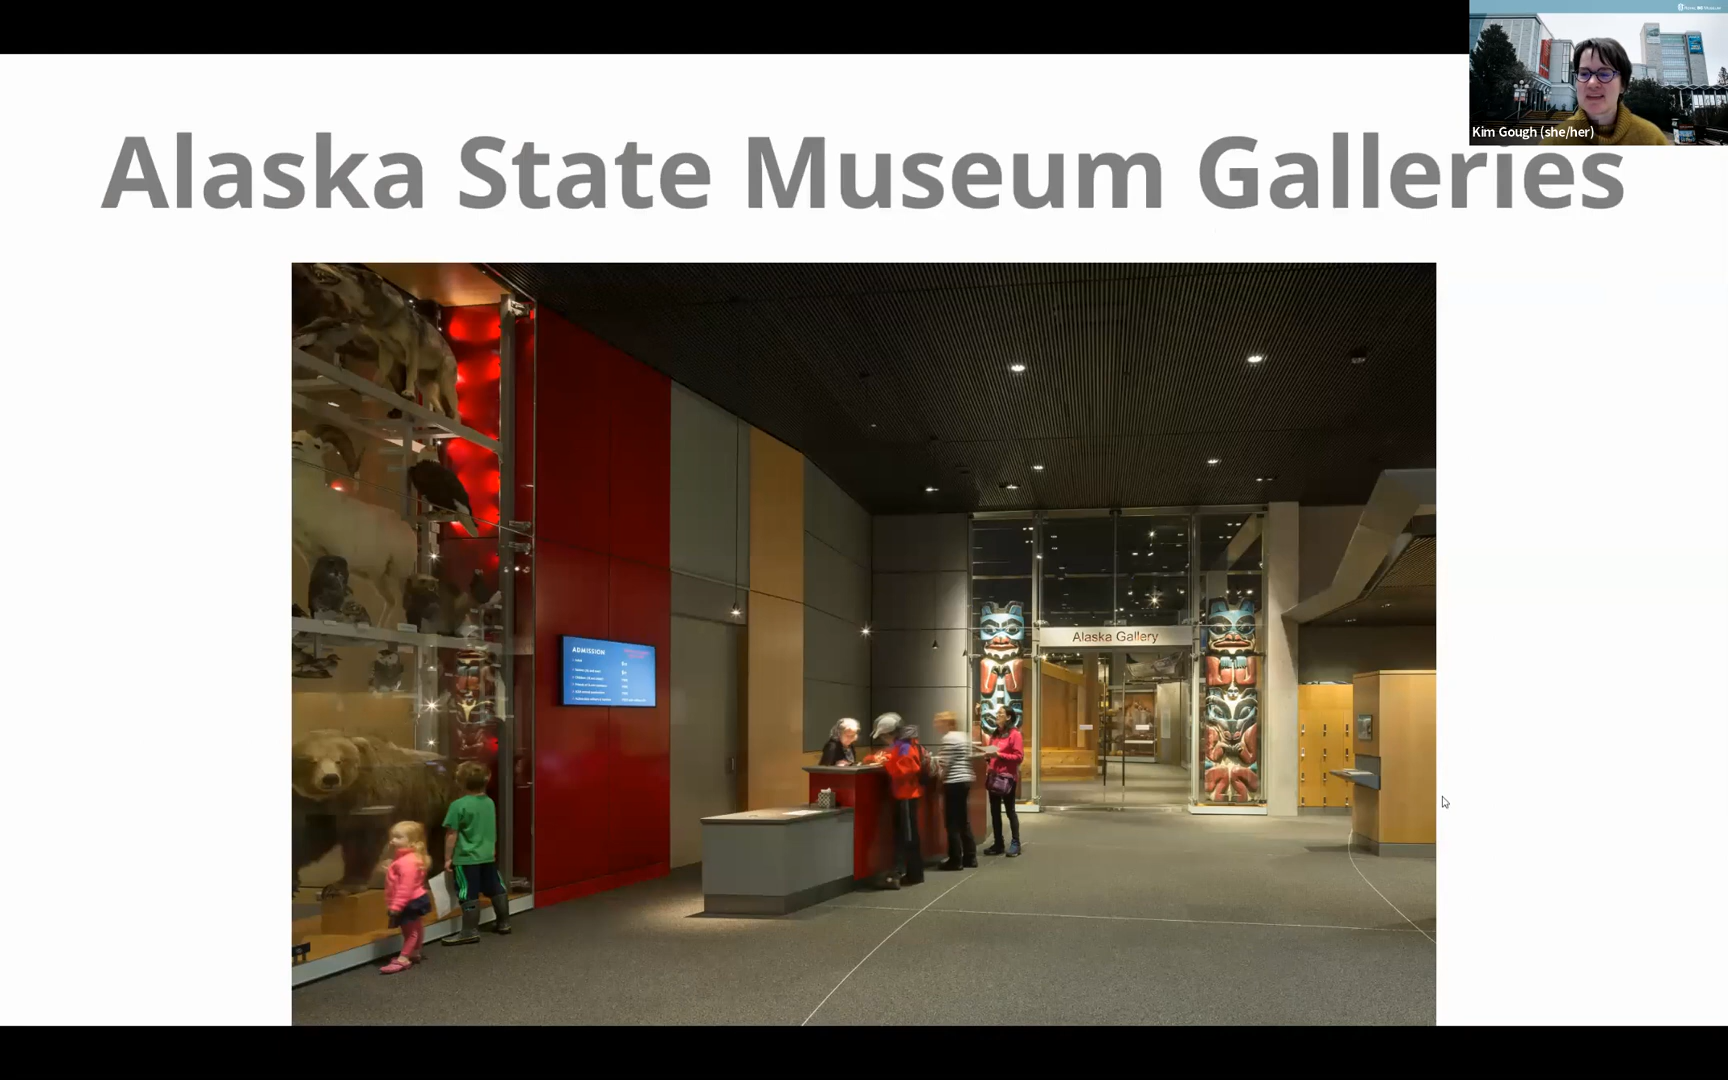 Alaska State Museum Galleries
Kim Gough (she/her)
ADMISSION
Alaska Gallery